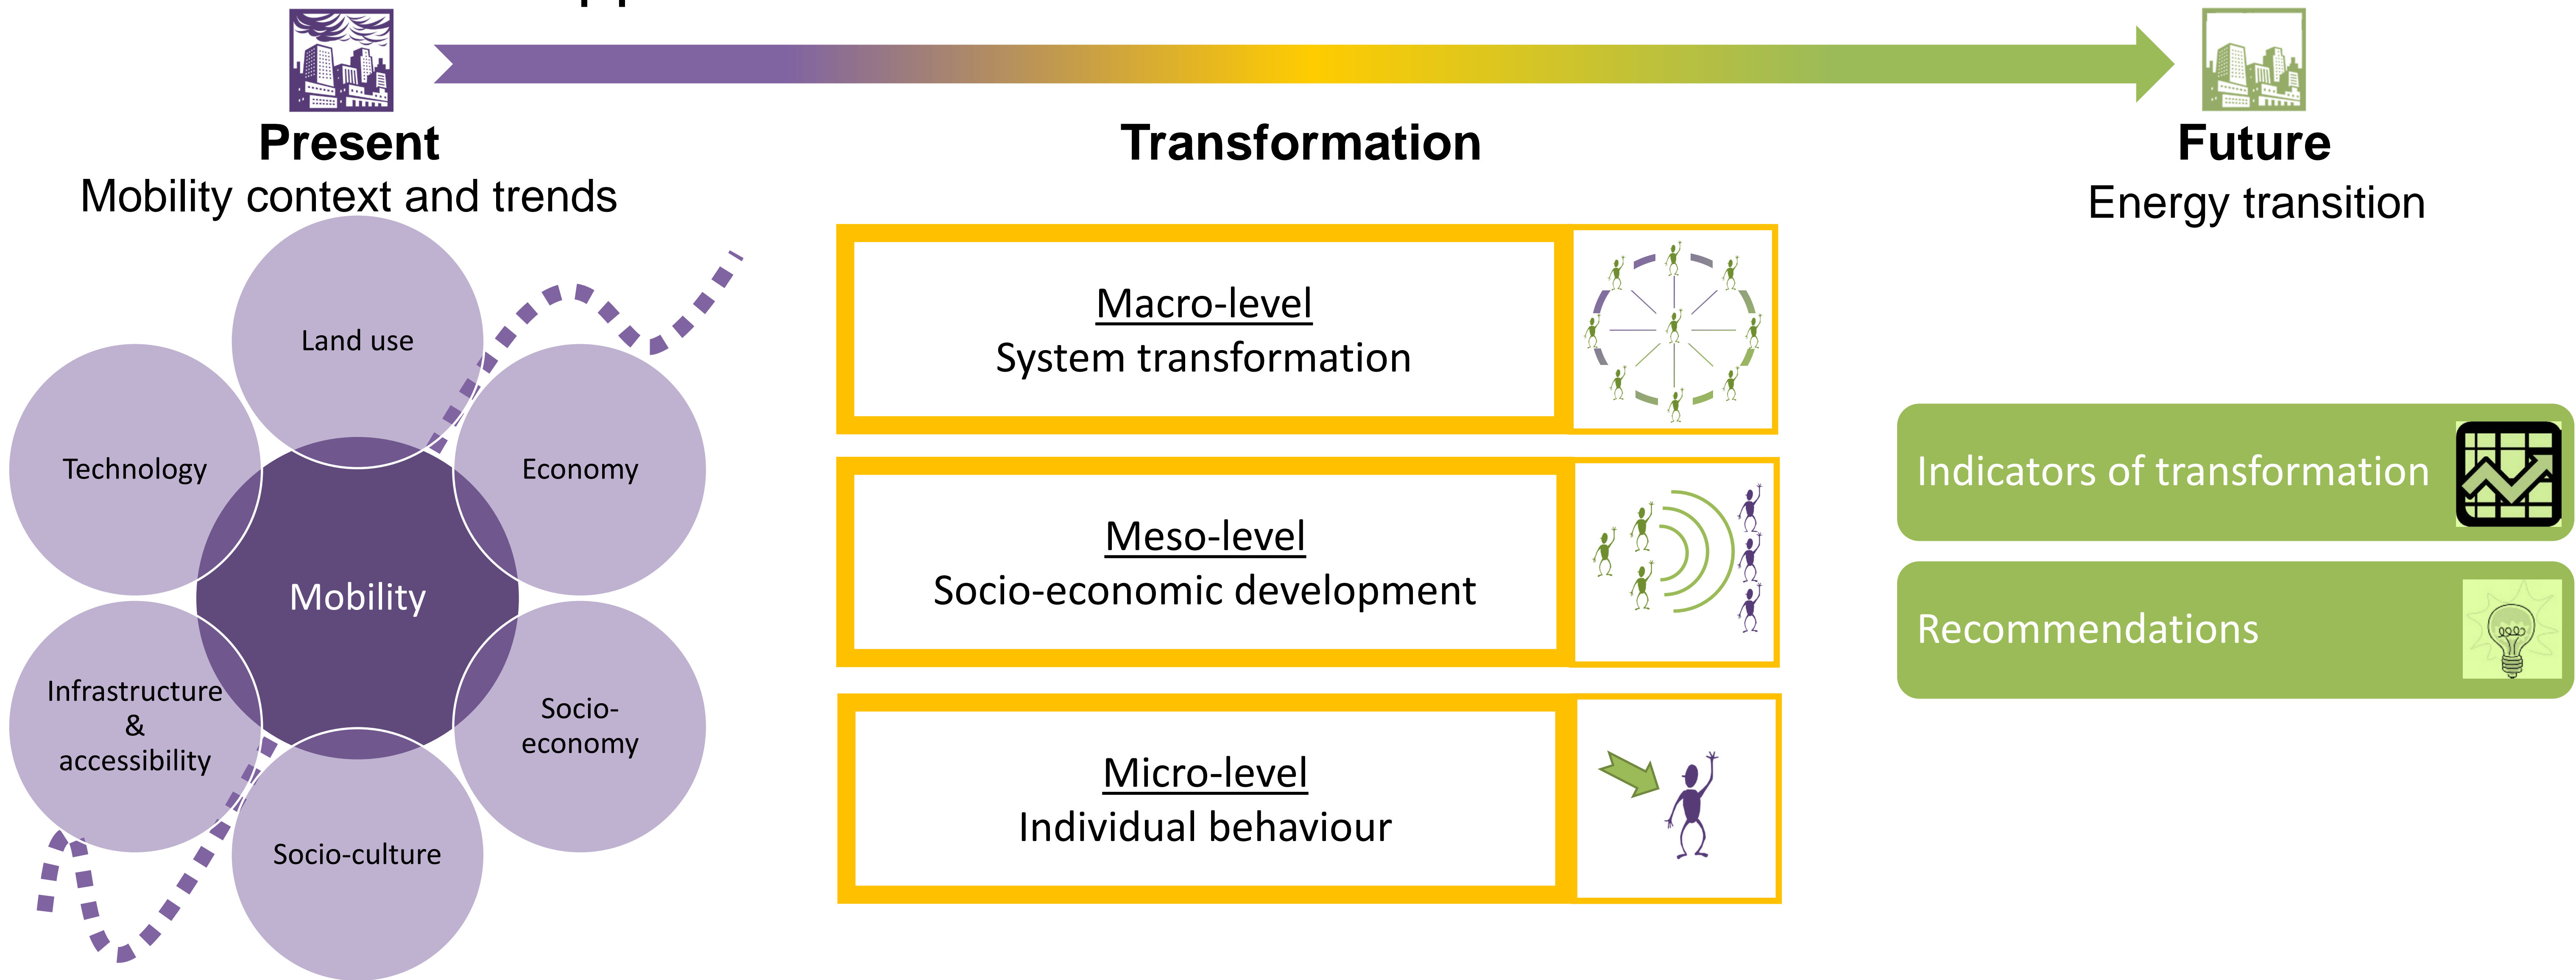 Present
Mobility context and trends
Land use
Technology
Economy
Mobility
Infrastructure
&
accessibility
Socio-
economy
Socio-culture
Transformation
Macro-level
System transformation
Meso-level
Socio-economic development
Micro-level
Individual behaviour
Future
Energy transition
Indicators of transformation
Recommendations